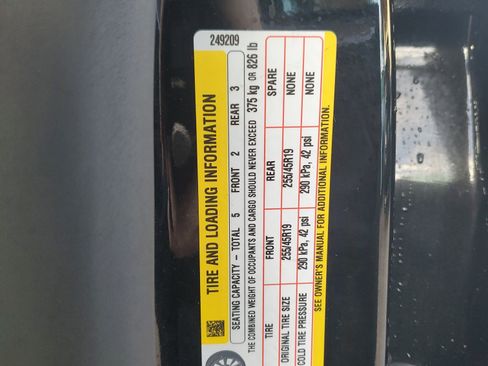 249209
TIRE AND LOADING INFORMATION
SEATING CAPACITY – TOTAL 5 FRONT 2 REAR 3
THE COMBINED WEIGHT OF OCCUPANTS AND CARGO SHOULD NEVER EXCEED 375 kg OR 826 lb
TIRE FRONT REAR SPARE
ORIGINAL TIRE SIZE 255/45R19 255/45R19 NONE
COLD TIRE PRESSURE 290 kPa, 42 psi 290 kPa, 42 psi NONE
SEE OWNER'S MANUAL FOR ADDITIONAL INFORMATION.